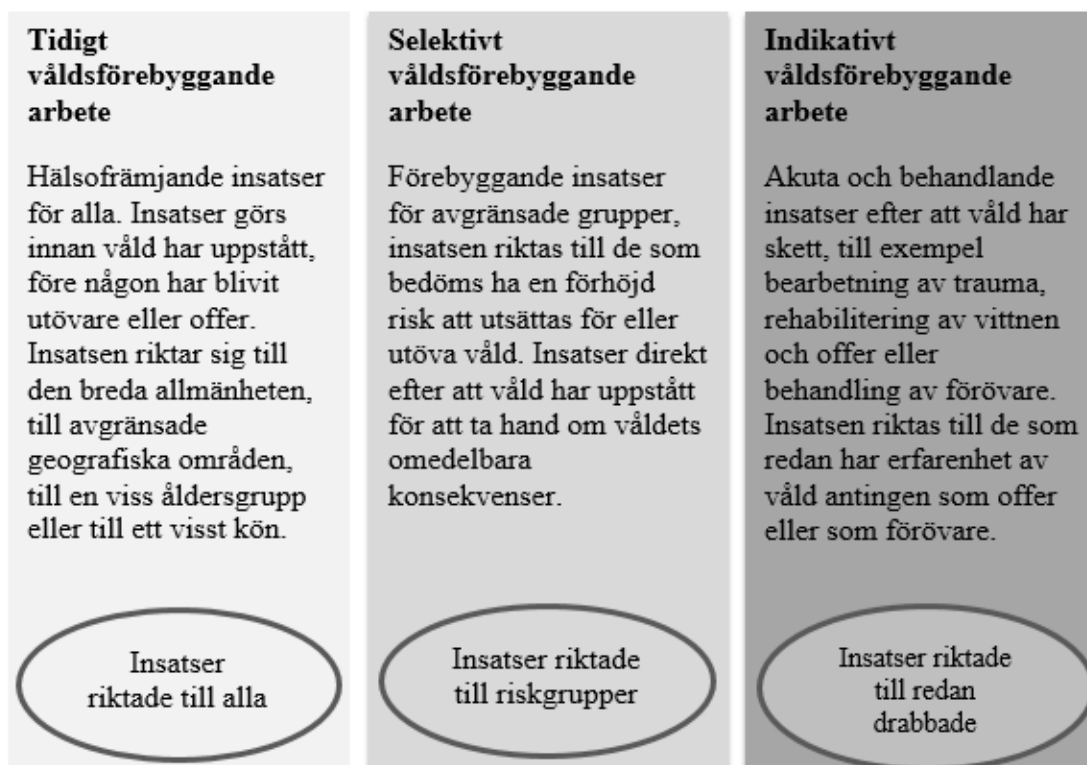 Tidigt
våldsförebyggande
arbete
Hälsofrämjande insatser
för alla. Insatser görs
innan våld har uppstått,
före någon har blivit
utövare eller offer.
Insatsen riktar sig till
den breda allmänheten,
till avgränsade
geografiska områden,
till en viss åldersgrupp
eller till ett visst kön.
Insatser
riktade till alla
Selektivt
våldsförebyggande
arbete
Förebyggande insatser
för avgränsade grupper,
insatsen riktas till de som
bedöms ha en förhöjd
risk att utsättas för eller
utöva våld. Insatser direkt
efter att våld har uppstått
för att ta hand om våldets
omedelbara
konsekvenser.
Insatser riktade
till riskgrupper
Indikativt
våldsförebyggande
arbete
Akuta och behandlande
insatser efter att våld har
skett, till exempel
bearbetning av trauma,
rehabilitering av vittnen
och offer eller
behandling av förövare.
Insatsen riktas till de som
redan har erfarenhet av
våld antingen som offer
eller som förövare.
Insatser riktade
till redan
drabbade